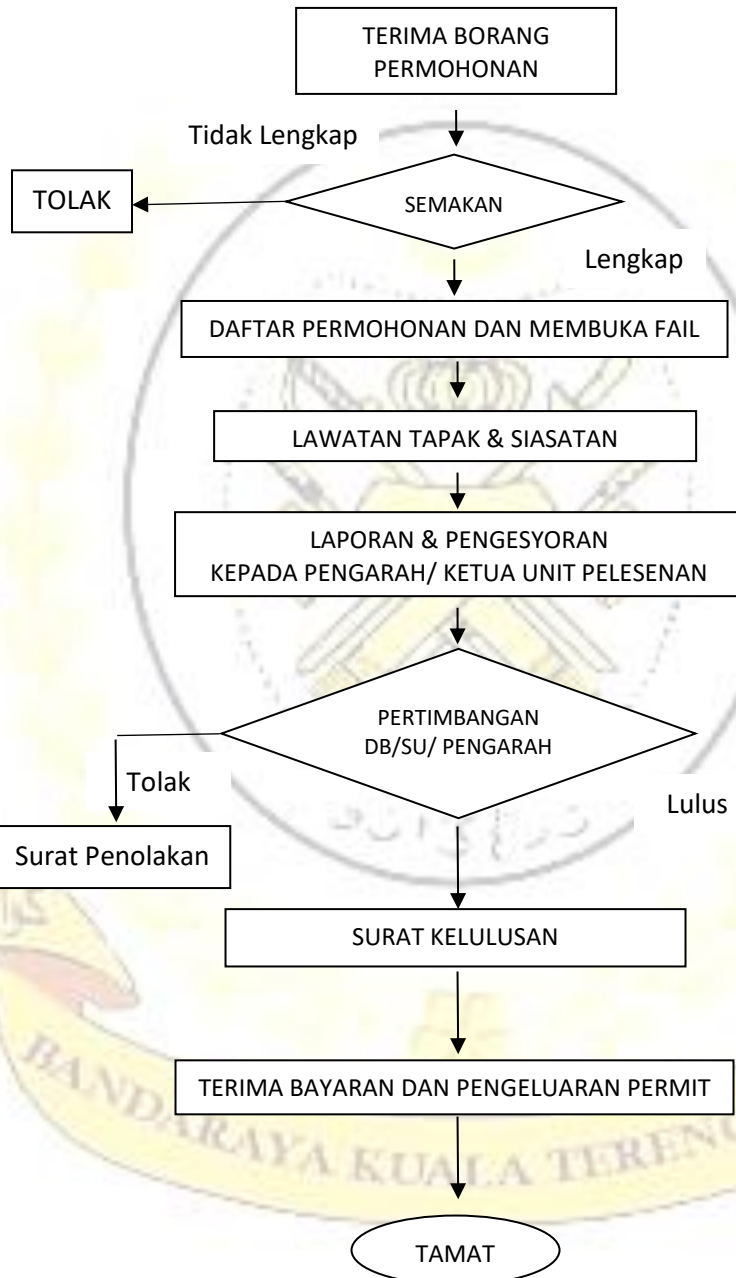 TERIMA BORANG
PERMOHONAN
Tidak Lengkap
TOLAK
SEMAKAN
Lengkap
DAFTAR PERMOHONAN DAN MEMBUKA FAIL
LAWATAN TAPAK & SIASATAN
LAPORAN & PENGESYORAN
KEPADA PENGARAH/ KETUA UNIT PELESENAN
PERTIMBANGAN
DB/SU/ PENGARAH
Tolak
Lulus
Surat Penolakan
SURAT KELULUSAN
TERIMA BAYARAN DAN PENGELUARAN PERMIT
BANDARAYA KUALA TERENG
TAMAT